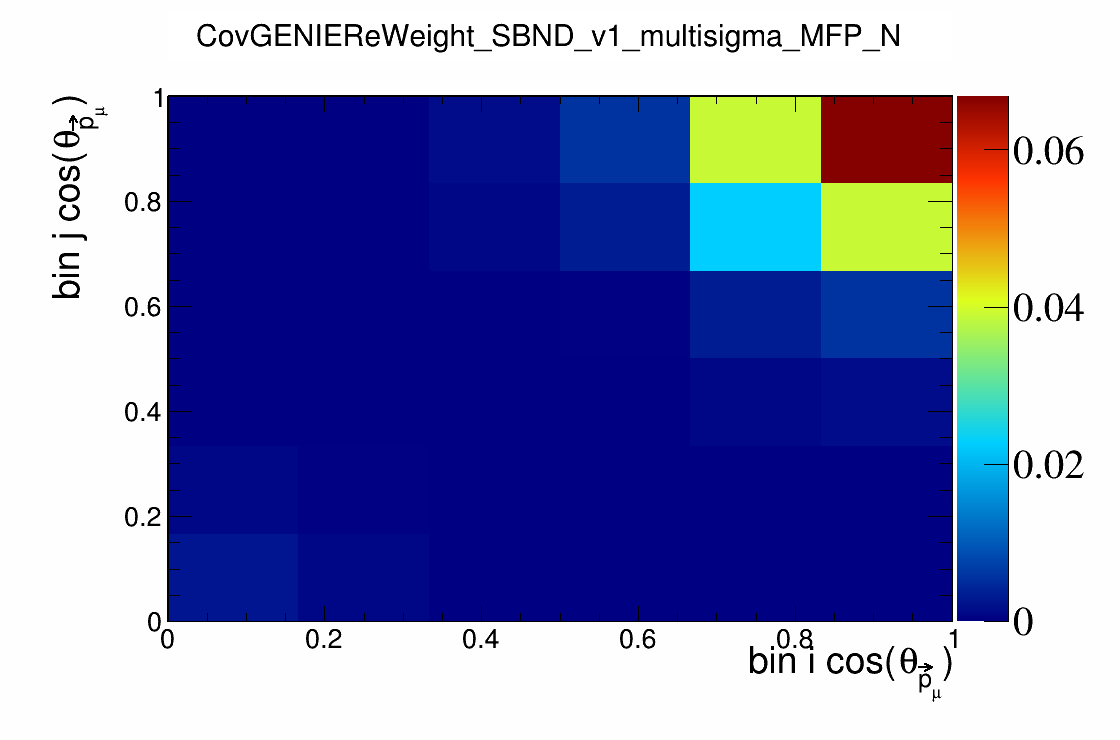 CovGENIEReWeight_SBND_v1_multisigma_MFP_N
bin j cos(θp⃗μ)
1
0.8
0.6
0.4
0.2
0
0 0.2 0.4 0.6 0.8 1
bin i cos(θp⃗μ)
0.06
0.04
0.02
0